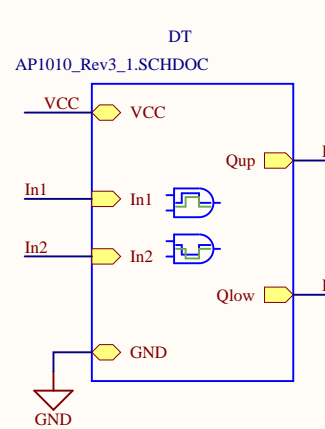 DT
AP1010_Rev3_1.SCHDOC
VCC
VCC
Qup
In1
In1
In2
In2
Qlow
GND
GND